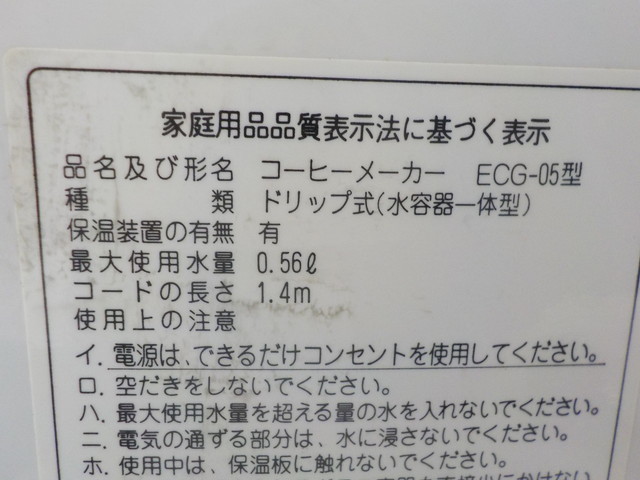 家庭用品品質表示法に基づく表示
品名及び形名 コーヒーメーカー ECG-05型
種類 ドリップ式(水容器一体型)
保温装置の有無 有
最大使用水量 0.56ℓ
コードの長さ 1.4m
使用上の注意
イ. 電源は、できるだけコンセントを使用してください。
ロ. 空だきをしないでください。
ハ. 最大使用水量を超える量の水を入れないでください。
ニ. 電気の通ずる部分は、水に浸さないでください。
ホ. 使用中は、保温板に触れないでください。